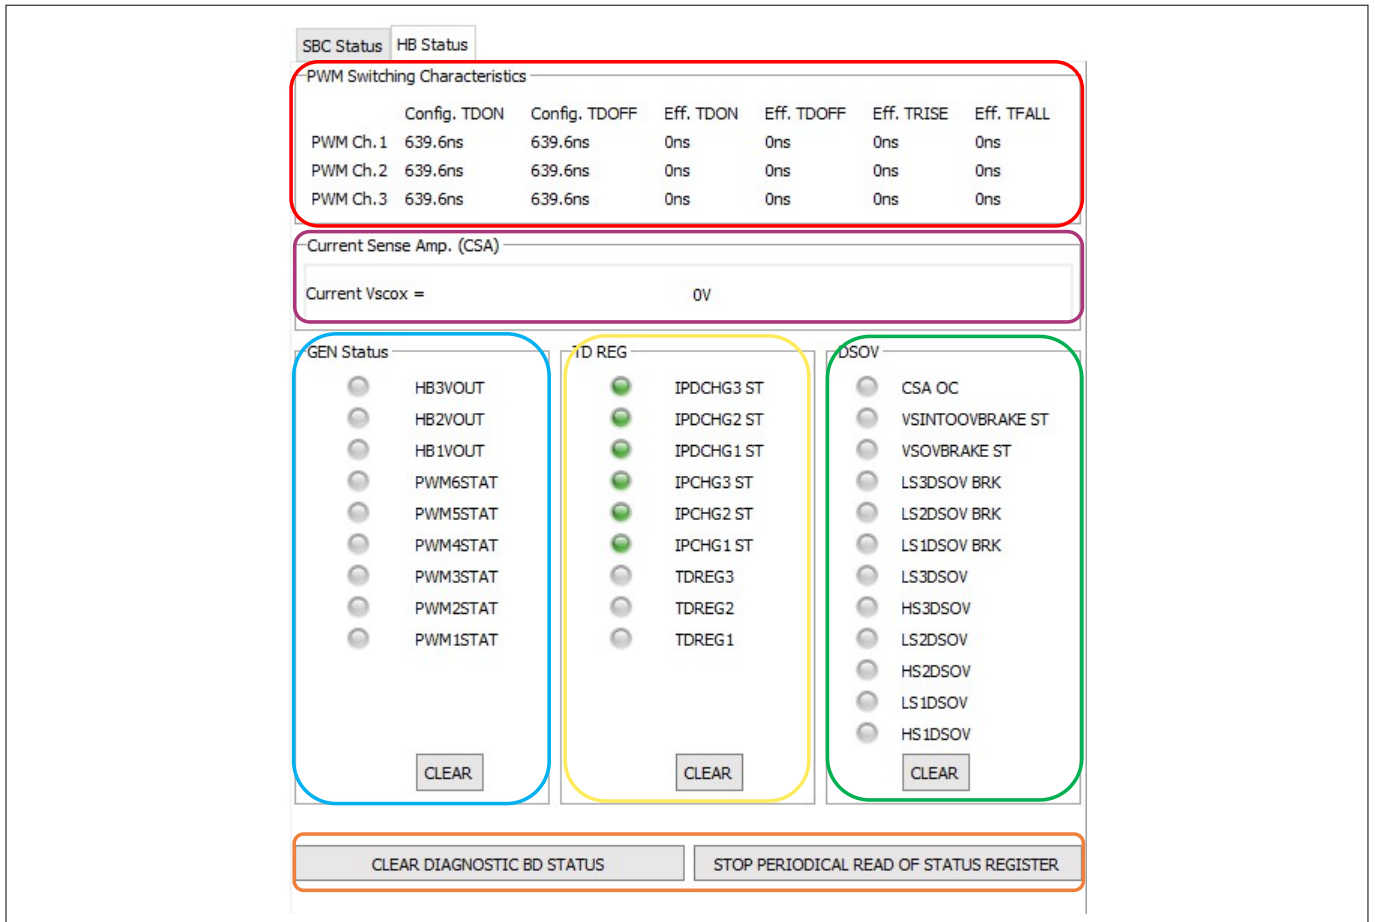 SBC Status HB Status
PWM Switching Characteristics
Config. TDON Config. TDOFF Eff. TDON Eff. TDOFF Eff. TRISE Eff. TFALL
PWM Ch.1 639.6ns 639.6ns 0ns 0ns 0ns 0ns
PWM Ch.2 639.6ns 639.6ns 0ns 0ns 0ns 0ns
PWM Ch.3 639.6ns 639.6ns 0ns 0ns 0ns 0ns
Current Sense Amp. (CSA)
Current Vscox = 0V
GEN Status
HB3VOUT
HB2VOUT
HB1VOUT
PWM6STAT
PWM5STAT
PWM4STAT
PWM3STAT
PWM2STAT
PWM1STAT
CLEAR
TD REG
IPDCHG3 ST
IPDCHG2 ST
IPDCHG1 ST
IPCHG3 ST
IPCHG2 ST
IPCHG1 ST
TDREG3
TDREG2
TDREG1
CLEAR
DSOV
CSA OC
VSINTOOVBRAKE ST
VSOVBRAKE ST
LS3DSOV BRK
LS2DSOV BRK
LS1DSOV BRK
LS3DSOV
HS3DSOV
LS2DSOV
HS2DSOV
LS1DSOV
HS1DSOV
CLEAR
CLEAR DIAGNOSTIC BD STATUS STOP PERIODICAL READ OF STATUS REGISTER